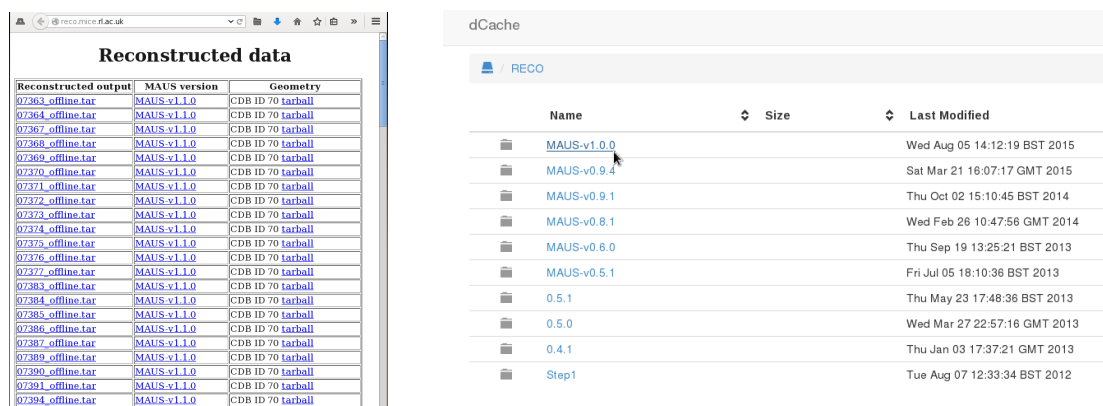 reco.mice.rl.ac.uk
Reconstructed data
Reconstructed output MAUS version Geometry
07363_offline.tar MAUS-v1.1.0 CDB ID 70 tarball
07364_offline.tar MAUS-v1.1.0 CDB ID 70 tarball
07367_offline.tar MAUS-v1.1.0 CDB ID 70 tarball
07368_offline.tar MAUS-v1.1.0 CDB ID 70 tarball
07369_offline.tar MAUS-v1.1.0 CDB ID 70 tarball
07370_offline.tar MAUS-v1.1.0 CDB ID 70 tarball
07371_offline.tar MAUS-v1.1.0 CDB ID 70 tarball
07372_offline.tar MAUS-v1.1.0 CDB ID 70 tarball
07373_offline.tar MAUS-v1.1.0 CDB ID 70 tarball
07374_offline.tar MAUS-v1.1.0 CDB ID 70 tarball
07375_offline.tar MAUS-v1.1.0 CDB ID 70 tarball
07376_offline.tar MAUS-v1.1.0 CDB ID 70 tarball
07377_offline.tar MAUS-v1.1.0 CDB ID 70 tarball
07383_offline.tar MAUS-v1.1.0 CDB ID 70 tarball
07384_offline.tar MAUS-v1.1.0 CDB ID 70 tarball
07385_offline.tar MAUS-v1.1.0 CDB ID 70 tarball
07386_offline.tar MAUS-v1.1.0 CDB ID 70 tarball
07387_offline.tar MAUS-v1.1.0 CDB ID 70 tarball
07389_offline.tar MAUS-v1.1.0 CDB ID 70 tarball
07390_offline.tar MAUS-v1.1.0 CDB ID 70 tarball
07391_offline.tar MAUS-v1.1.0 CDB ID 70 tarball
07394_offline.tar MAUS-v1.1.0 CDB ID 70 tarball
dCache
/ RECO
Name Size Last Modified
MAUS-v1.0.0 Wed Aug 05 14:12:19 BST 2015
MAUS-v0.9.4 Sat Mar 21 16:07:17 GMT 2015
MAUS-v0.9.1 Thu Oct 02 15:10:45 BST 2014
MAUS-v0.8.1 Wed Feb 26 10:47:56 GMT 2014
MAUS-v0.6.0 Thu Sep 19 13:25:21 BST 2013
MAUS-v0.5.1 Fri Jul 05 18:10:36 BST 2013
0.5.1 Thu May 23 17:48:36 BST 2013
0.5.0 Wed Mar 27 22:57:16 GMT 2013
0.4.1 Thu Jan 03 17:37:21 GMT 2013
Step1 Tue Aug 07 12:33:34 BST 2012